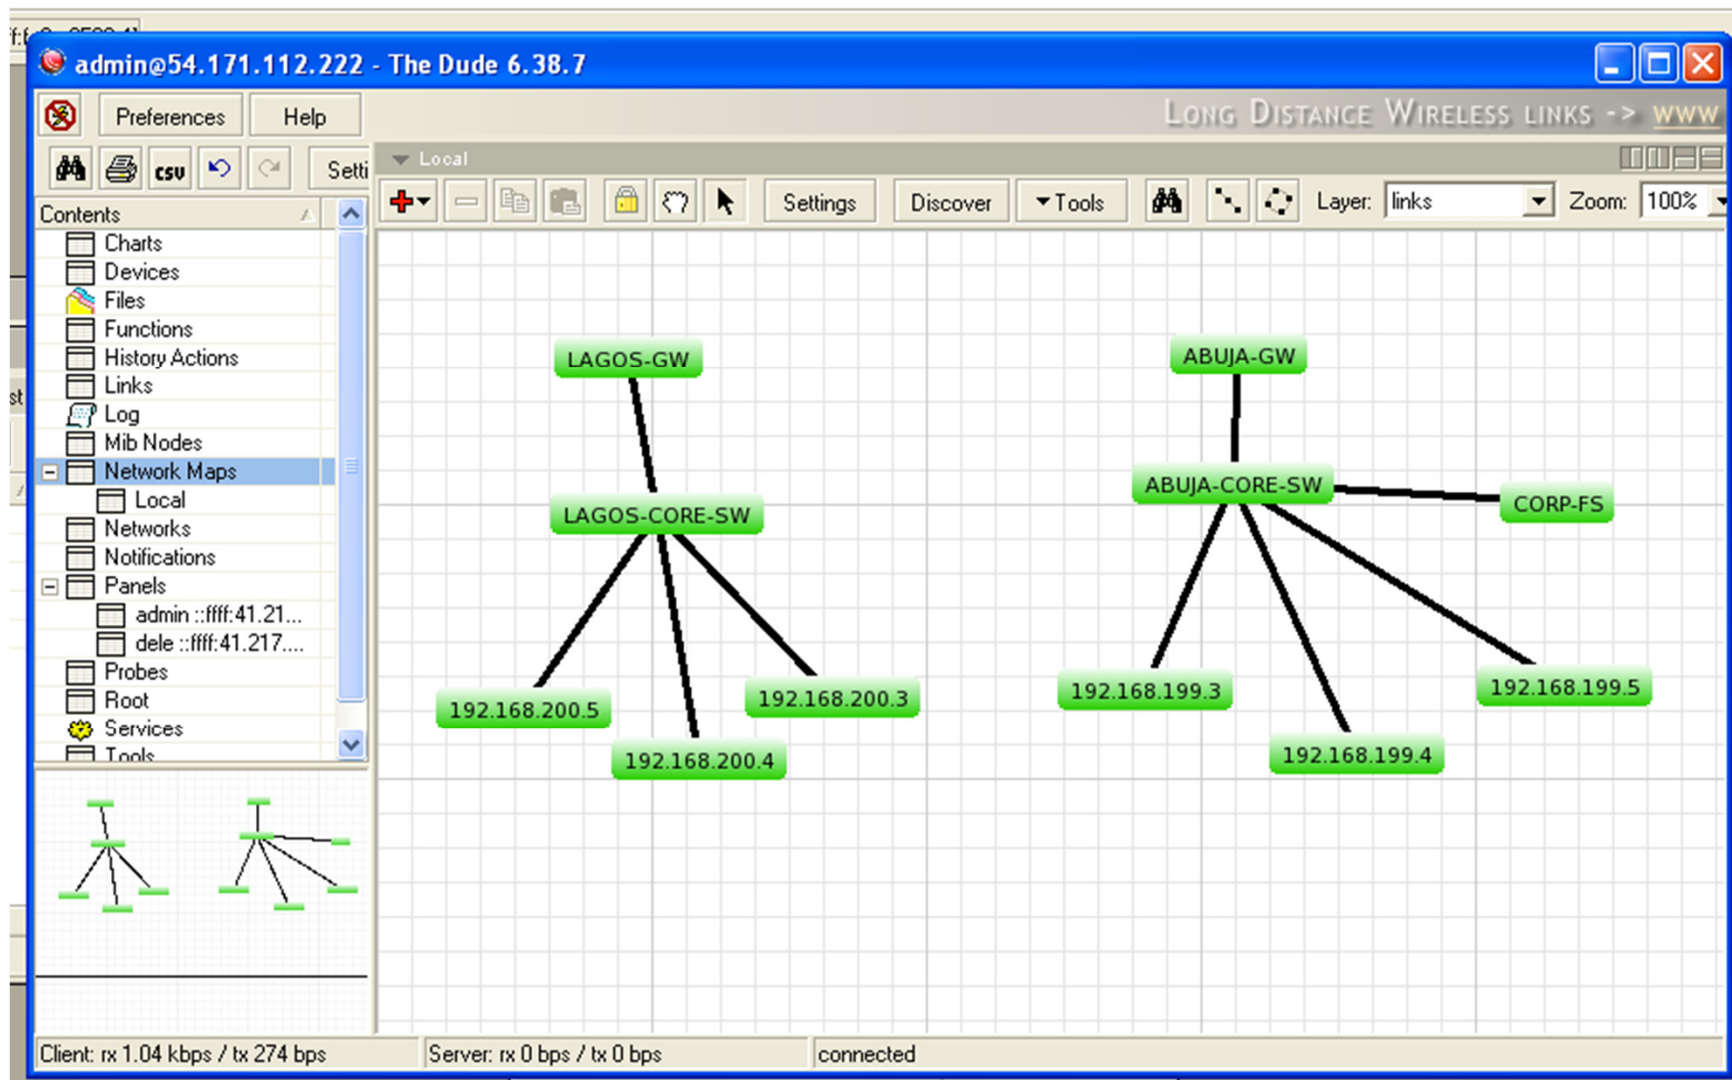 admin@54.171.112.222 - The Dude 6.38.7
Preferences Help
LONG DISTANCE WIRELESS LINKS -> WWW
csv Setti
Local
Settings Discover Tools Layer: links Zoom: 100%
Contents
Charts
Devices
Files
Functions
History Actions
Links
Log
Mib Nodes
Network Maps
Local
Networks
Notifications
Panels
admin ::ffff:41.21...
dele ::ffff:41.217....
Probes
Root
Services
Tools
LAGOS-GW
LAGOS-CORE-SW
192.168.200.5
192.168.200.4
192.168.200.3
ABUJA-GW
ABUJA-CORE-SW
CORP-FS
192.168.199.3
192.168.199.4
192.168.199.5
Client: rx 1.04 kbps / tx 274 bps
Server: rx 0 bps / tx 0 bps
connected